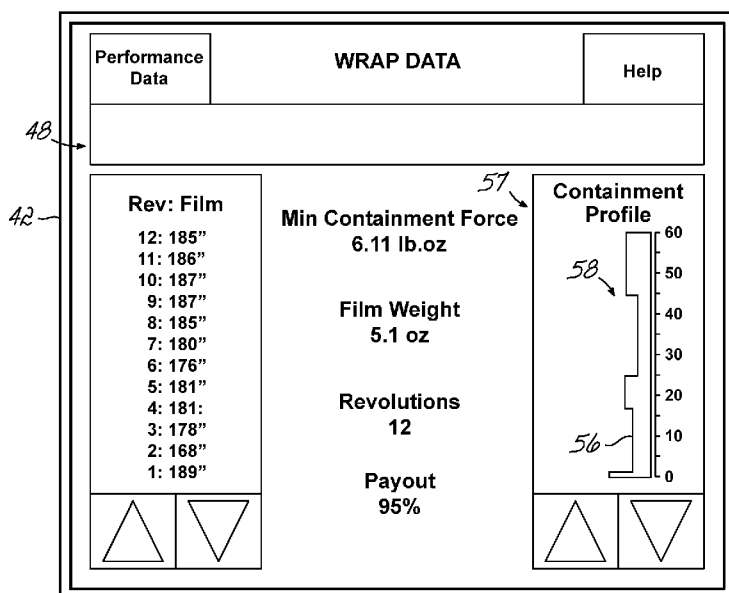 Performance
Data
WRAP DATA
Help
48
42
Rev: Film
12: 185”
11: 186”
10: 187”
9: 187”
8: 185”
7: 180”
6: 176”
5: 181”
4: 181:
3: 178”
2: 168”
1: 189”
Min Containment Force
6.11 lb.oz
Film Weight
5.1 oz
Revolutions
12
Payout
95%
57
Containment
Profile
60
50
58
40
30
20
56
10
0